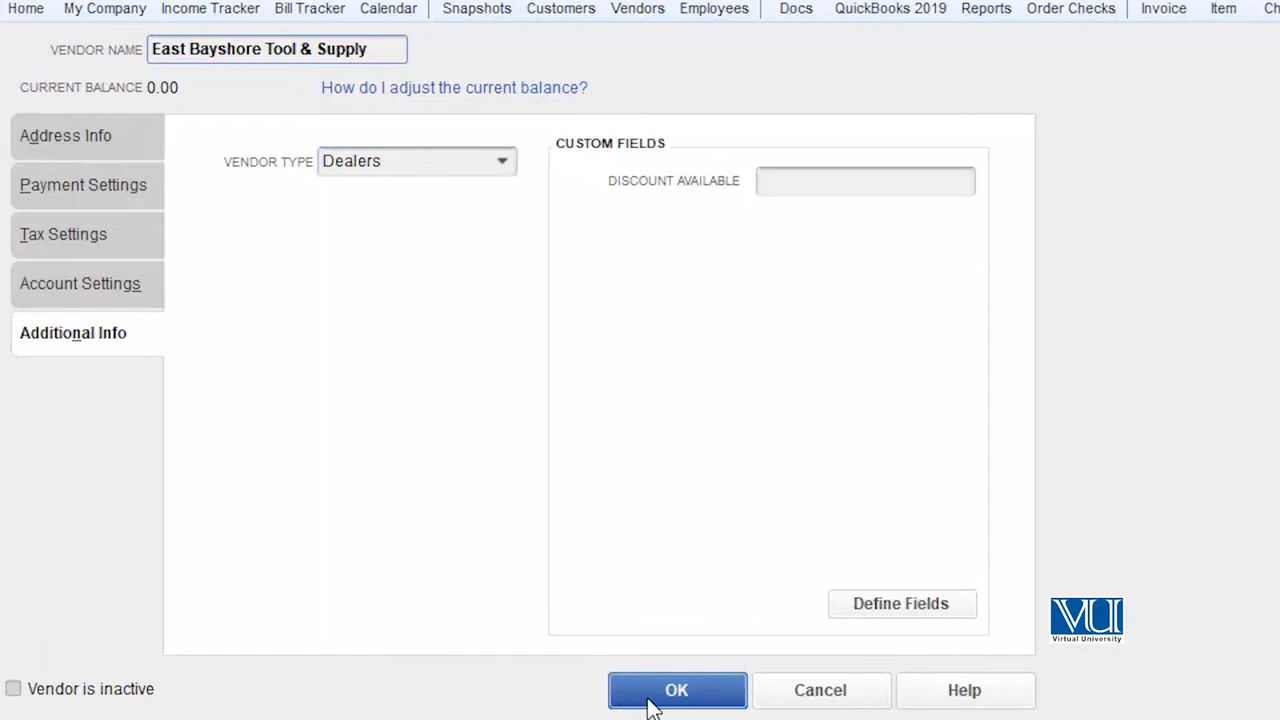 Home My Company Income Tracker Bill Tracker Calendar Snapshots Customers Vendors Employees Docs QuickBooks 2019 Reports Order Checks Invoice Item
VENDOR NAME East Bayshore Tool & Supply
CURRENT BALANCE 0.00 How do I adjust the current balance?
Address Info
Payment Settings
Tax Settings
Account Settings
Additional Info
VENDOR TYPE Dealers
CUSTOM FIELDS
DISCOUNT AVAILABLE
Define Fields
VU
Virtual University
Vendor is inactive
OK Cancel Help